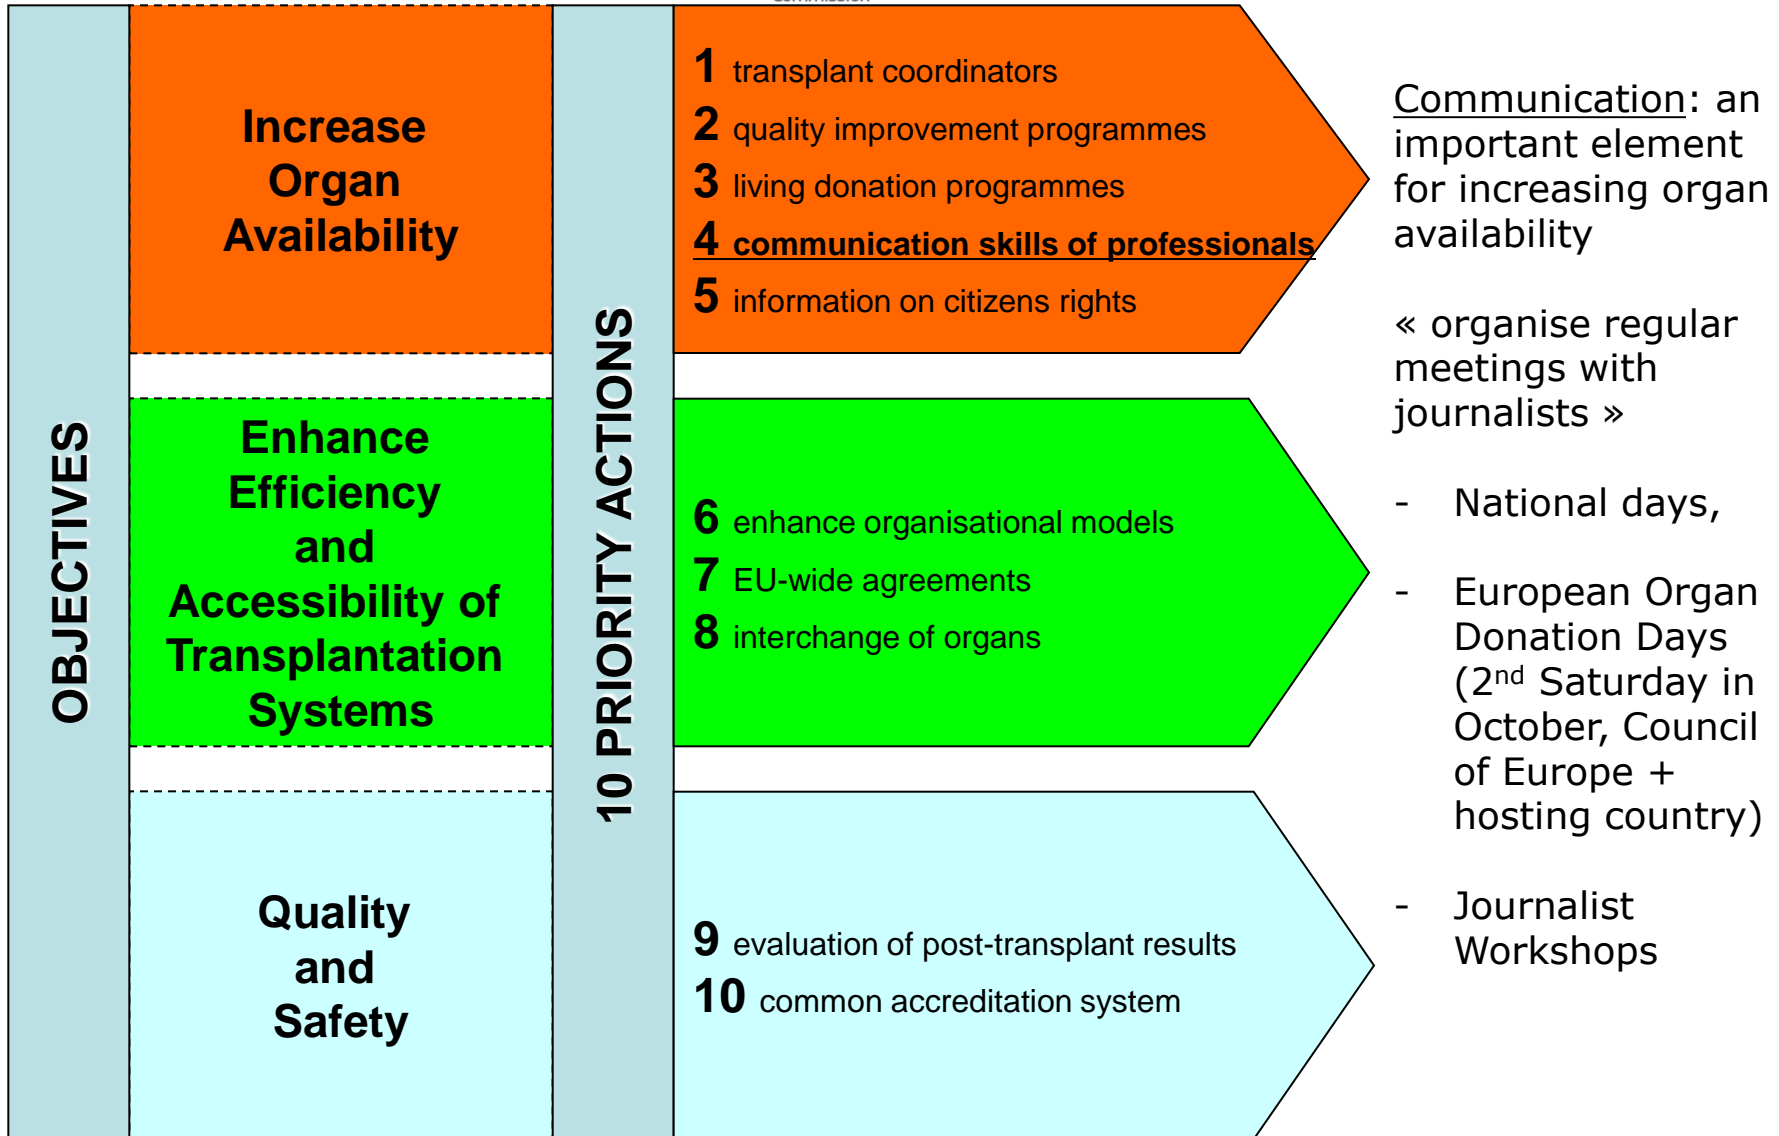 OBJECTIVES
Increase
Organ
Availability
Enhance
Efficiency
and
Accessibility of
Transplantation
Systems
Quality
and
Safety
10 PRIORITY ACTIONS
1 transplant coordinators
2 quality improvement programmes
3 living donation programmes
4 communication skills of professionals
5 information on citizens rights
6 enhance organisational models
7 EU-wide agreements
8 interchange of organs
9 evaluation of post-transplant results
10 common accreditation system
Communication: an
important element
for increasing organ
availability
« organise regular
meetings with
journalists »
- National days,
- European Organ
Donation Days
(2nd Saturday in
October, Council
of Europe +
hosting country)
- Journalist
Workshops